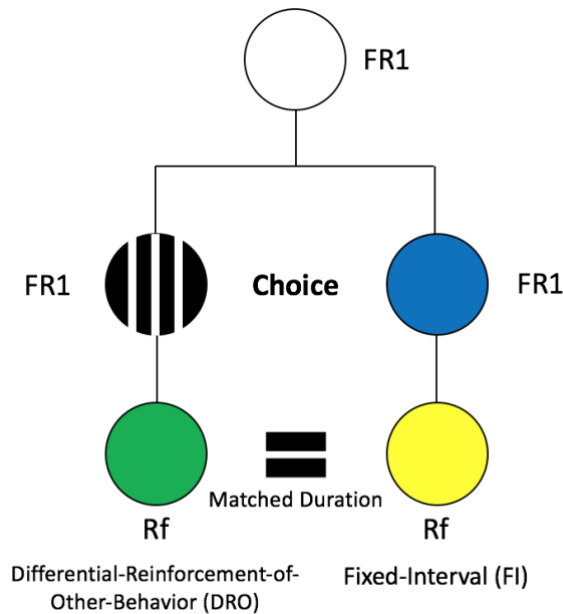 FR1
FR1
Choice
FR1
Matched Duration
Rf
Rf
Differential-Reinforcement-of-
Other-Behavior (DRO)
Fixed-Interval (FI)